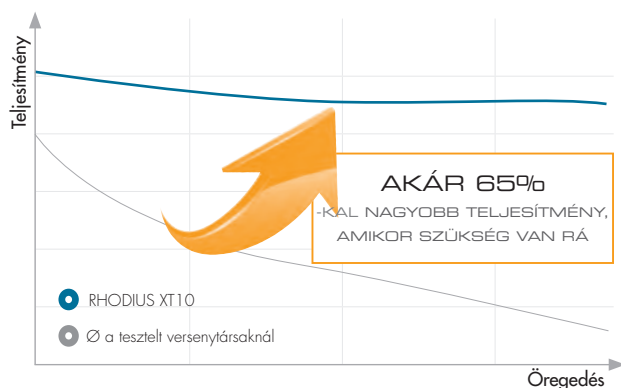 Teljesítmény
AKÁR 65%
-KAL NAGYOBB TELJESÍTMÉNY,
AMIKOR SZÜKSÉG VAN RÁ
RHODIUS XT10
Ø a tesztelt versenytársaknál
Öregedés